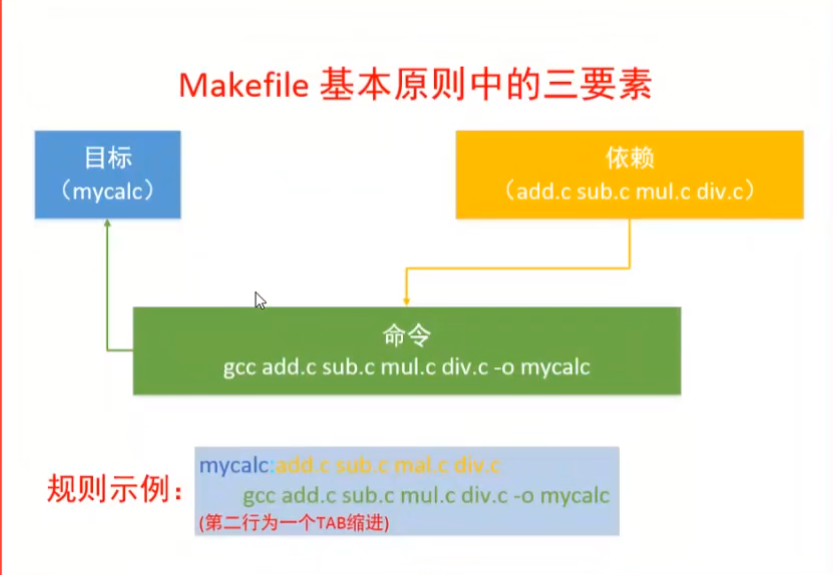 Makefile 基本原则中的三要素
目标
（mycalc）
依赖
（add.c sub.c mul.c div.c）
命令
gcc add.c sub.c mul.c div.c -o mycalc
规则示例：
mycalc:add.c sub.c mal.c div.c
gcc add.c sub.c mul.c div.c -o mycalc
(第二行为一个TAB缩进)